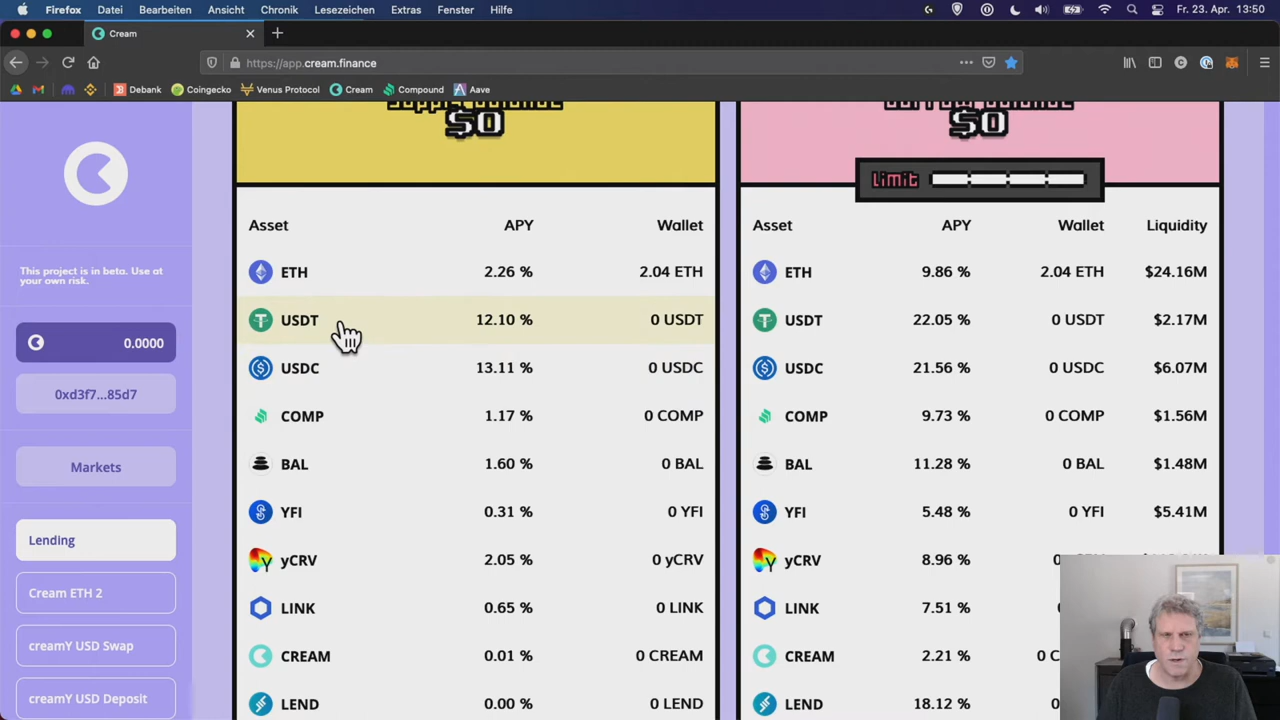 Firefox Datei Bearbeiten Ansicht Chronik Lesezeichen Extras Fenster Hilfe Fr. 23. Apr. 13:50
Cream
https://app.cream.finance
Debank Coingecko Venus Protocol Cream Compound Aave
This project is in beta. Use at
your own risk.
0.0000
0xd3f7...85d7
Markets
Lending
Cream ETH 2
creamY USD Swap
creamY USD Deposit
$0
Asset APY Wallet
ETH 2.26 % 2.04 ETH
USDT 12.10 % 0 USDT
USDC 13.11 % 0 USDC
COMP 1.17 % 0 COMP
BAL 1.60 % 0 BAL
YFI 0.31 % 0 YFI
yCRV 2.05 % 0 yCRV
LINK 0.65 % 0 LINK
CREAM 0.01 % 0 CREAM
LEND 0.00 % 0 LEND
$0
limit
Asset APY Wallet Liquidity
ETH 9.86 % 2.04 ETH $24.16M
USDT 22.05 % 0 USDT $2.17M
USDC 21.56 % 0 USDC $6.07M
COMP 9.73 % 0 COMP $1.56M
BAL 11.28 % 0 BAL $1.48M
YFI 5.48 % 0 YFI $5.41M
yCRV 8.96 % 0
LINK 7.51 %
CREAM 2.21 % 0
LEND 18.12 %